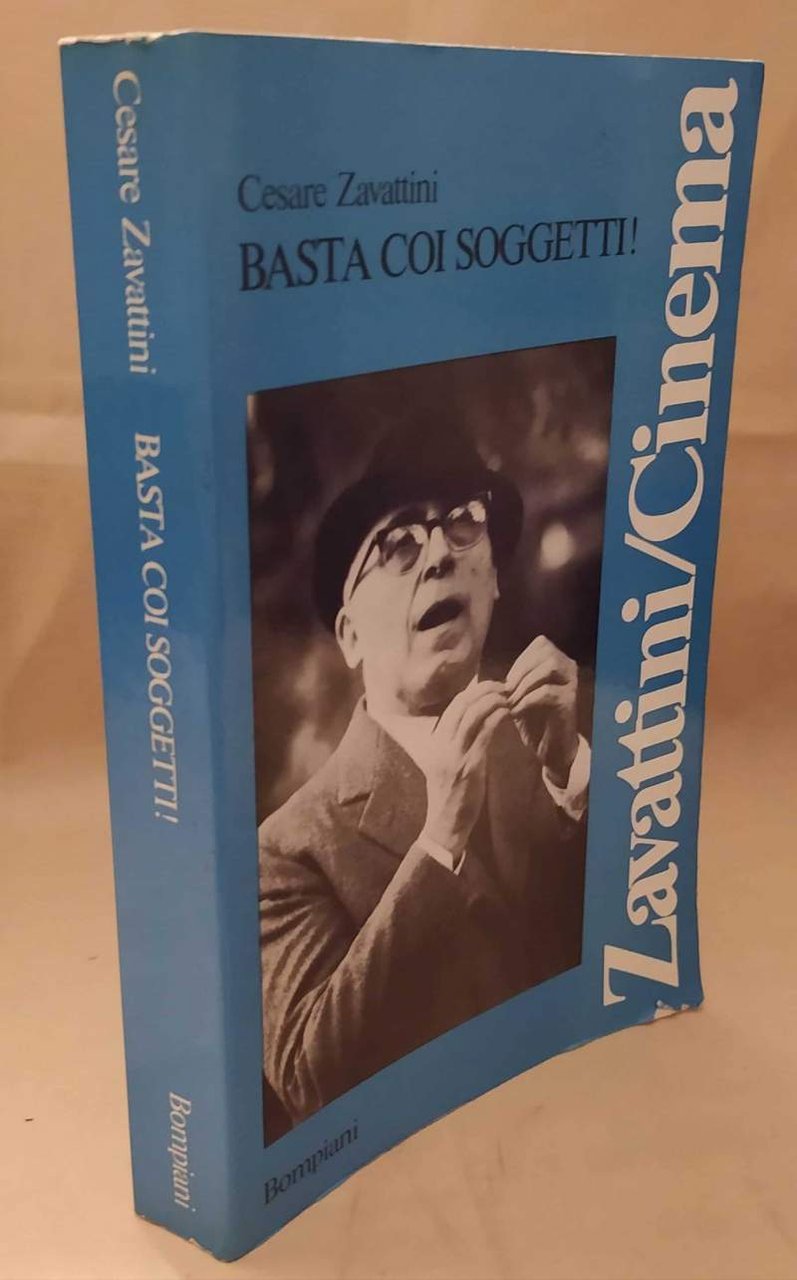 Cesare Zavattini BASTA COI SOGGETTI! Bompiani
Cesare Zavattini
BASTA COI SOGGETTI!
Zavattini/Cinema
Bompiani